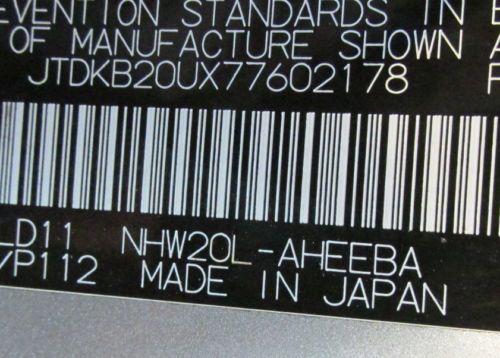 EVENTION STANDARDS IN E
OF MANUFACTURE SHOWN A
JTDKB20UX77602178 F
LD11 NHW20L-AHEEBA
/P112 MADE IN JAPAN